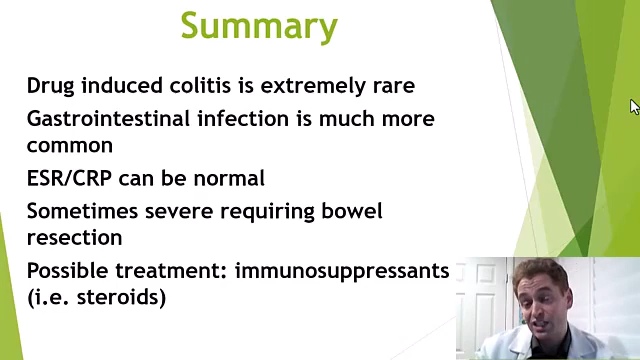 Summary
Drug induced colitis is extremely rare
Gastrointestinal infection is much more
common
ESR/CRP can be normal
Sometimes severe requiring bowel
resection
Possible treatment: immunosuppressants
(i.e. steroids)